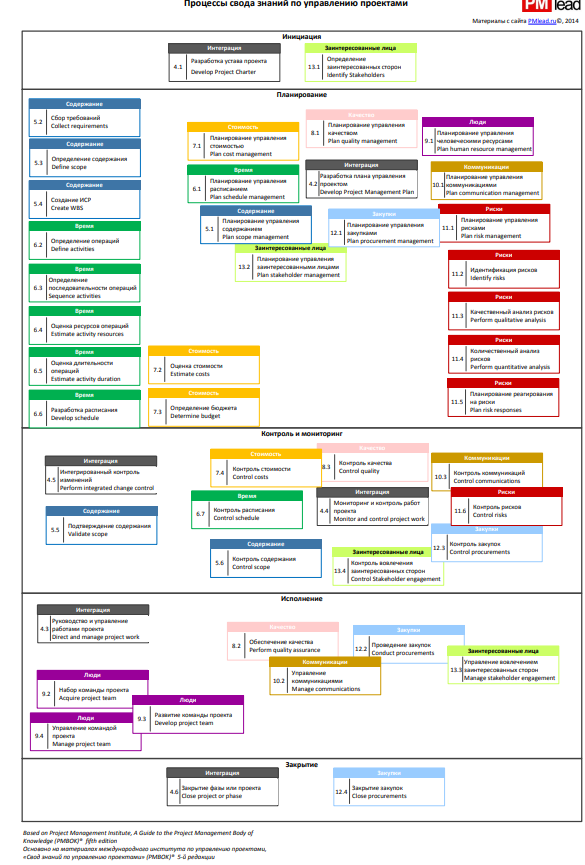 Процессы свода знаний по управлению проектами
PMlead
Материалы с сайта PMlead.ru©, 2014
Инициация
Интеграция
4.1
Разработка устава проекта
Develop Project Charter
Заинтересованные лица
13.1
Определение
заинтересованных сторон
Identify Stakeholders
Планирование
Содержание
5.2
Сбор требований
Collect requirements
Содержание
5.3
Определение содержания
Define scope
Содержание
5.4
Создание ИСР
Create WBS
Время
6.2
Определение операций
Define activities
Время
6.3
Определение
последовательности операций
Sequence activities
Время
6.4
Оценка ресурсов операций
Estimate activity resources
Время
6.5
Оценка длительности
операций
Estimate activity duration
Время
6.6
Разработка расписания
Develop schedule
Стоимость
7.1
Планирование управления
стоимостью
Plan cost management
Время
6.1
Планирование управления
расписанием
Plan schedule management
Содержание
5.1
Планирование управления
содержанием
Plan scope management
Заинтересованные лица
13.2
Планирование управления
заинтересованными лицами
Plan stakeholder management
Стоимость
7.2
Оценка стоимости
Estimate costs
Стоимость
7.3
Определение бюджета
Determine budget
Качество
8.1
Планирование управления
качеством
Plan quality management
Интеграция
4.2
Разработка плана управления
проектом
Develop Project Management Plan
Закупки
12.1
Планирование управления
закупками
Plan procurement management
Люди
9.1
Планирование управления
человеческими ресурсами
Plan human resource management
Коммуникации
10.1
Планирование управления
коммуникациями
Plan communication management
Риски
11.1
Планирование управления
рисками
Plan risk management
Риски
11.2
Идентификация рисков
Identify risks
Риски
11.3
Качественный анализ рисков
Perform qualitative analysis
Риски
11.4
Количественный анализ
рисков
Perform quantitative analysis
Риски
11.5
Планирование реагирования
на риски
Plan risk responses
Контроль и мониторинг
Интеграция
4.5
Интегрированный контроль
изменений
Perform integrated change control
Содержание
5.5
Подтверждение содержания
Validate scope
Стоимость
7.4
Контроль стоимости
Control costs
Время
6.7
Контроль расписания
Control schedule
Содержание
5.6
Контроль содержания
Control scope
Качество
8.3
Контроль качества
Control quality
Интеграция
4.4
Мониторинг и контроль работ
проекта
Monitor and control project work
Заинтересованные лица
13.4
Контроль вовлечения
заинтересованных сторон
Control Stakeholder engagement
Коммуникации
10.3
Контроль коммуникаций
Control communications
Риски
11.6
Контроль рисков
Control risks
Закупки
12.3
Контроль закупок
Control procurements
Исполнение
Интеграция
4.3
Руководство и управление
работами проекта
Direct and manage project work
Качество
8.2
Обеспечение качества
Perform quality assurance
Закупки
12.2
Проведение закупок
Conduct procurements
Коммуникации
10.2
Управление
коммуникациями
Manage communications
Заинтересованные лица
13.3
Управление вовлечением
заинтересованных сторон
Manage stakeholder engagement
Люди
9.2
Набор команды проекта
Acquire project team
Люди
9.3
Развитие команды проекта
Develop project team
Люди
9.4
Управление командой
проекта
Manage project team
Закрытие
Интеграция
4.6
Закрытие фазы или проекта
Close project or phase
Закупки
12.4
Закрытие закупок
Close procurements
Based on Project Management Institute, A Guide to the Project Management Body of
Knowledge (PMBOK)® fifth edition
Основано на материалах международного института по управлению проектами,
«Свод знаний по управлению проектами» (PMBOK)® 5-й редакции